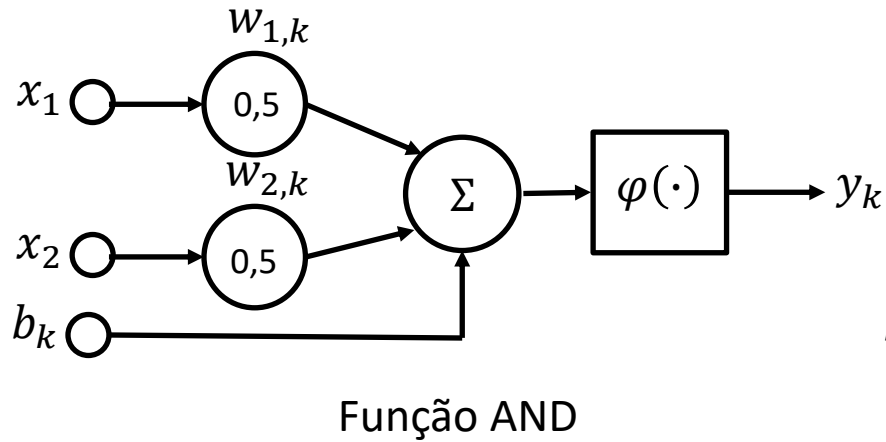 w₁,ₖ
x₁
0,5
w₂,ₖ
Σ
φ(·)
yₖ
x₂
0,5
bₖ
Função AND